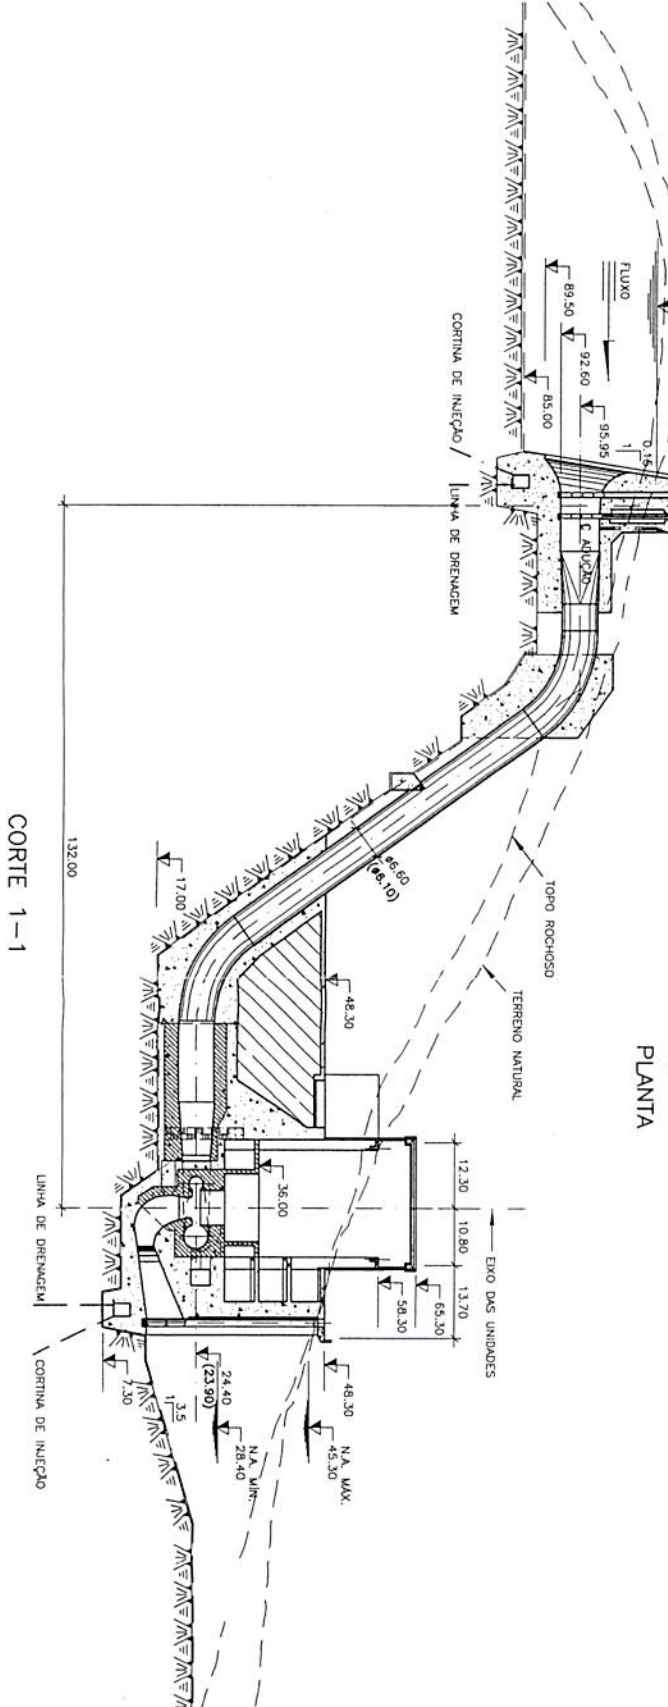 FLUXO
89.50
92.60
95.95
85.00
0.15
1
CORTINA DE INJEÇÃO
LINHA DE DRENAGEM
℄ ADUÇÃO
132.00
CORTE 1-1
17.00
ø6.60
(ø8.10)
TOPO ROCHOSO
TERRENO NATURAL
48.30
PLANTA
36.00
12.30
10.80
13.70
EIXO DAS UNIDADES
58.30
65.30
LINHA DE DRENAGEM
CORTINA DE INJEÇÃO
7.30
24.40
(23.90)
3.5
1
N.A. MÍN.
28.40
48.30
N.A. MÁX.
45.30